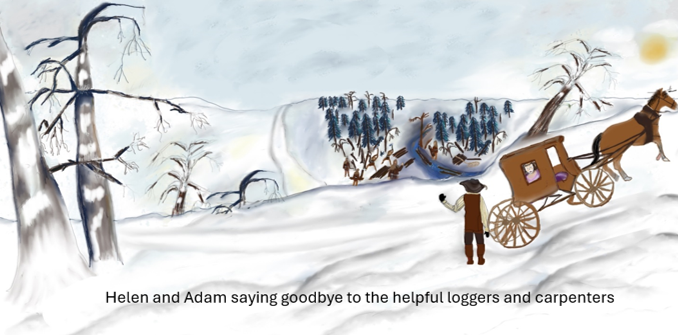 Helen and Adam saying goodbye to the helpful loggers and carpenters